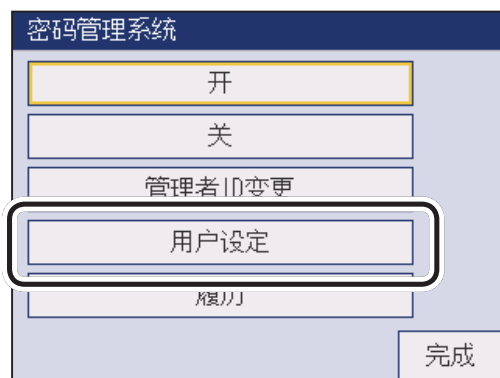 密码管理系统
开
关
管理者ID变更
用户设定
履历
完成